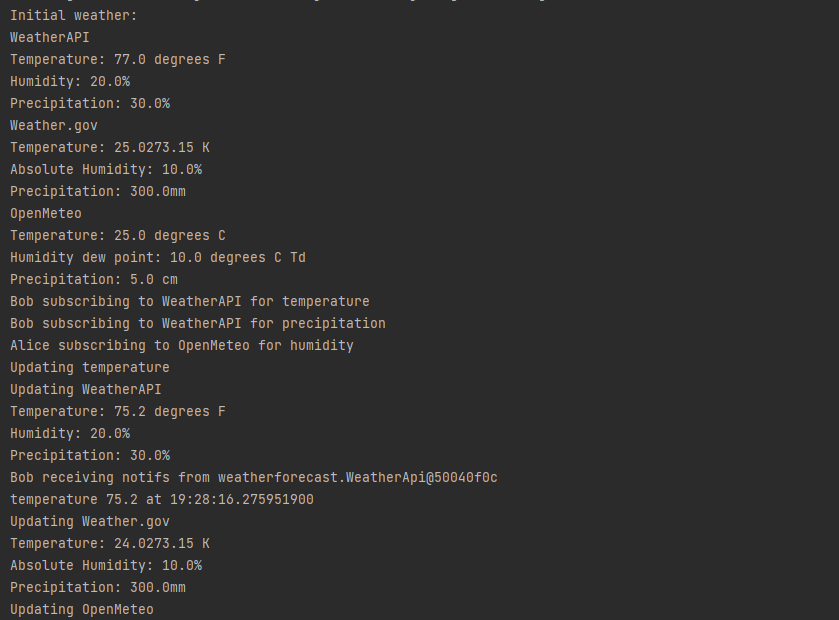 Initial weather:
WeatherAPI
Temperature: 77.0 degrees F
Humidity: 20.0%
Precipitation: 30.0%
Weather.gov
Temperature: 25.0273.15 K
Absolute Humidity: 10.0%
Precipitation: 300.0mm
OpenMeteo
Temperature: 25.0 degrees C
Humidity dew point: 10.0 degrees C Td
Precipitation: 5.0 cm
Bob subscribing to WeatherAPI for temperature
Bob subscribing to WeatherAPI for precipitation
Alice subscribing to OpenMeteo for humidity
Updating temperature
Updating WeatherAPI
Temperature: 75.2 degrees F
Humidity: 20.0%
Precipitation: 30.0%
Bob receiving notifs from weatherforecast.WeatherApi@50040f0c
temperature 75.2 at 19:28:16.275951900
Updating Weather.gov
Temperature: 24.0273.15 K
Absolute Humidity: 10.0%
Precipitation: 300.0mm
Updating OpenMeteo